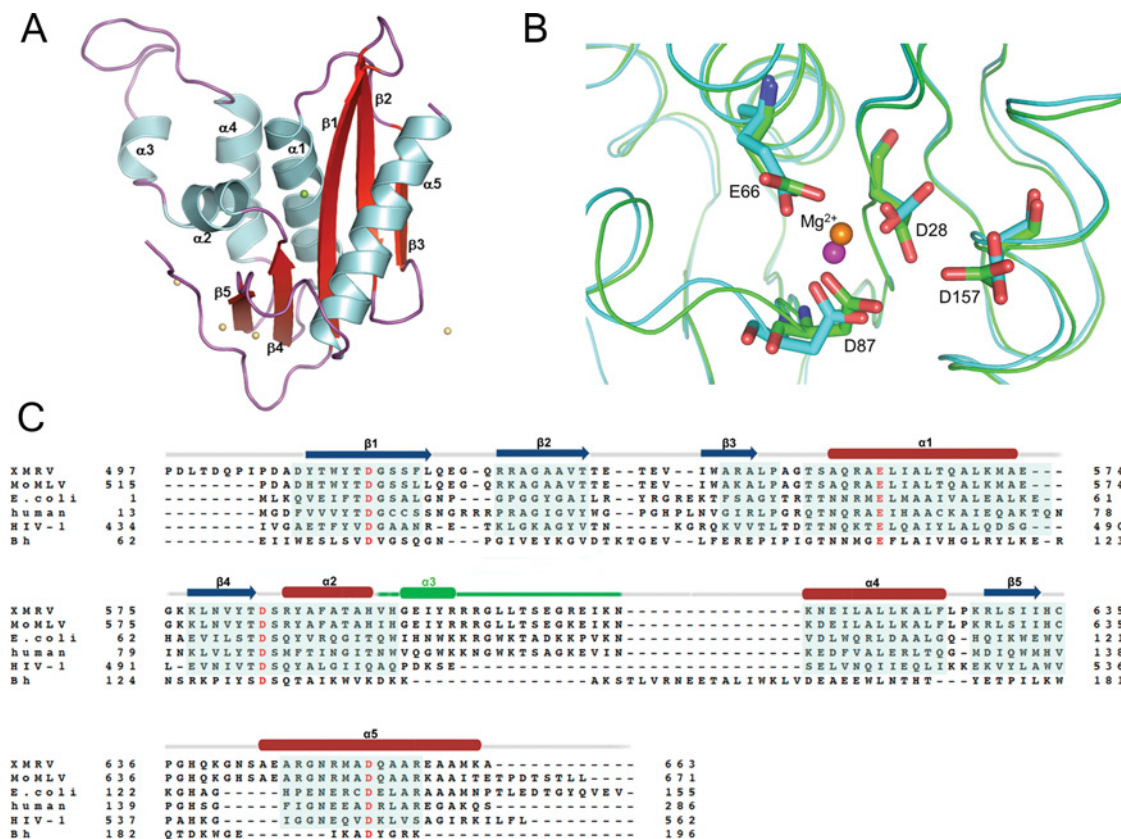 A
B
C
α3
α4
α1
β1
β2
α5
α2
β3
β5
β4
E66
Mg2+
D28
D157
D87
β1 β2 β3 α1
XMRV 497 PDLTDQPIPDADYTWYTDGSSFLQEG-QRRAGAAVTTE--TEV--IWARALPAGTSAQRAELIALTQALKMAE-- 574
MoMLV 515 -----PDADHTWYTDGSSLLQEG-QRKAGAAVTTE--TEV--IWAKALPAGTSAQRAELIALTQALKMAE-- 574
E.coli 1 MLKQVEIFTDGSALG---NPGPGGYGAILR-YRGREKTFSAGYTRTTNNRMELMAAIVALEALKE- 61
human 13 MGDFVVVYTDGCCSSNGRRRPRAGIGVYWG-PGHPLNVGIRLPGRQTNQRAEIHAACKAIEQAKTQN 78
HIV-1 434 IVGAETFYVDGAANR-E-TKLGKAGYVTN----KGRQKVVTLTDTTNQKTELQAIYLALQDSG-- 490
Bh 62 EIIWESLSVDVGSQGN--PGIVEYKGVDTKTGEV--LFEREPIPIGTNNMGEFLAIVHGLRYLKE-R 123
β4 α2 α3 α4 β5
XMRV 575 GKKLNVYTDSRYAFATAHVHGEIYRRRGLLTSEGREIKN KNEILALLKALFLPKRLSIIHC 635
MoMLV 575 GKKLNVYTDSRYAFATAHIHGEIYRRRGLLTSEGKEIKN KDEILALLKALFLPKRLSIIHC 635
E.coli 62 HAEVILSTDSQYVRQGITQWIHNWKKRGWKTADKKPVKN VDLWQRLDAALGQ-HQIKWEWV 121
human 79 INKLVLYTDSMFTINGITNWVQGWKKNGWKTSAGKEVIN KEDFVALERLTQG-MDIQWMHV 138
HIV-1 491 L-EVNIVTDSQYALGIIQAQPDKSE SELVNQIIEQLIKKEKVYLAWV 536
Bh 124 NSRKPIYSDSQTAIKWVKDKK AKSTLVRNEETALIWKLVDEAEEWLNTHT--YETPILKW 181
α5
XMRV 636 PGHQKGNSAEARGNRMADQAAREAAMKA 663
MoMLV 636 PGHQKGHSAEARGNRMADQAARKAAITETPDTSTLL 671
E.coli 122 KGHAG---HPENERCDELARAAAMNPTLEDTGYQVEV 155
human 139 PGHSG---FIGNEEADRLAREGAKQS 286
HIV-1 537 PAHKG---IGGNEQVDKLVSAGIRKILFL 562
Bh 182 QTDKWGE---IKADYGRK 196